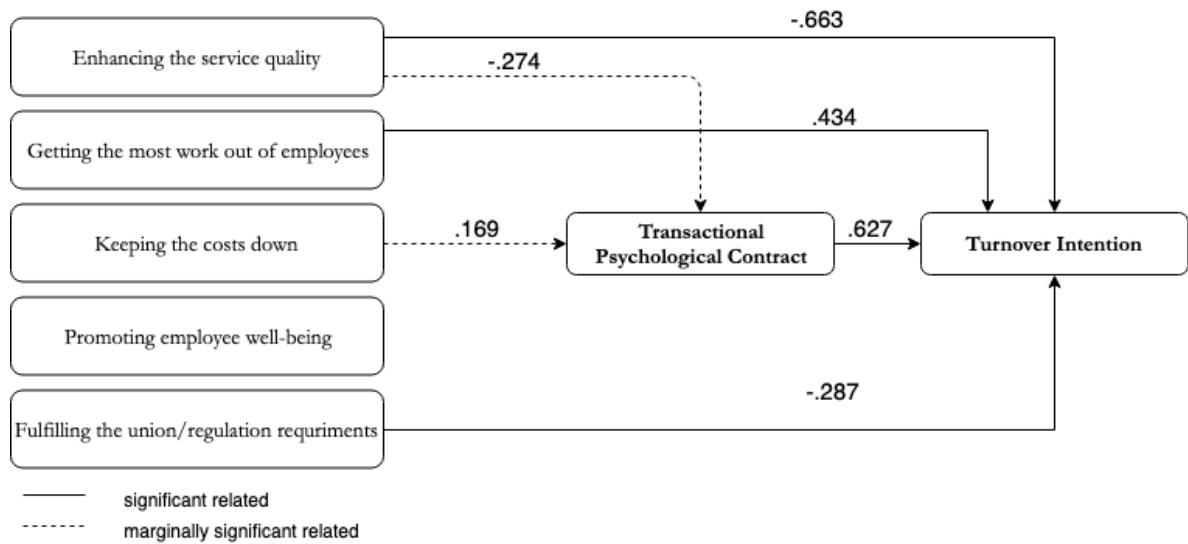 -.663
Enhancing the service quality
-.274
.434
Getting the most work out of employees
Keeping the costs down
.169
Transactional
Psychological Contract
.627
Turnover Intention
Promoting employee well-being
-.287
Fulfilling the union/regulation requriments
significant related
marginally significant related